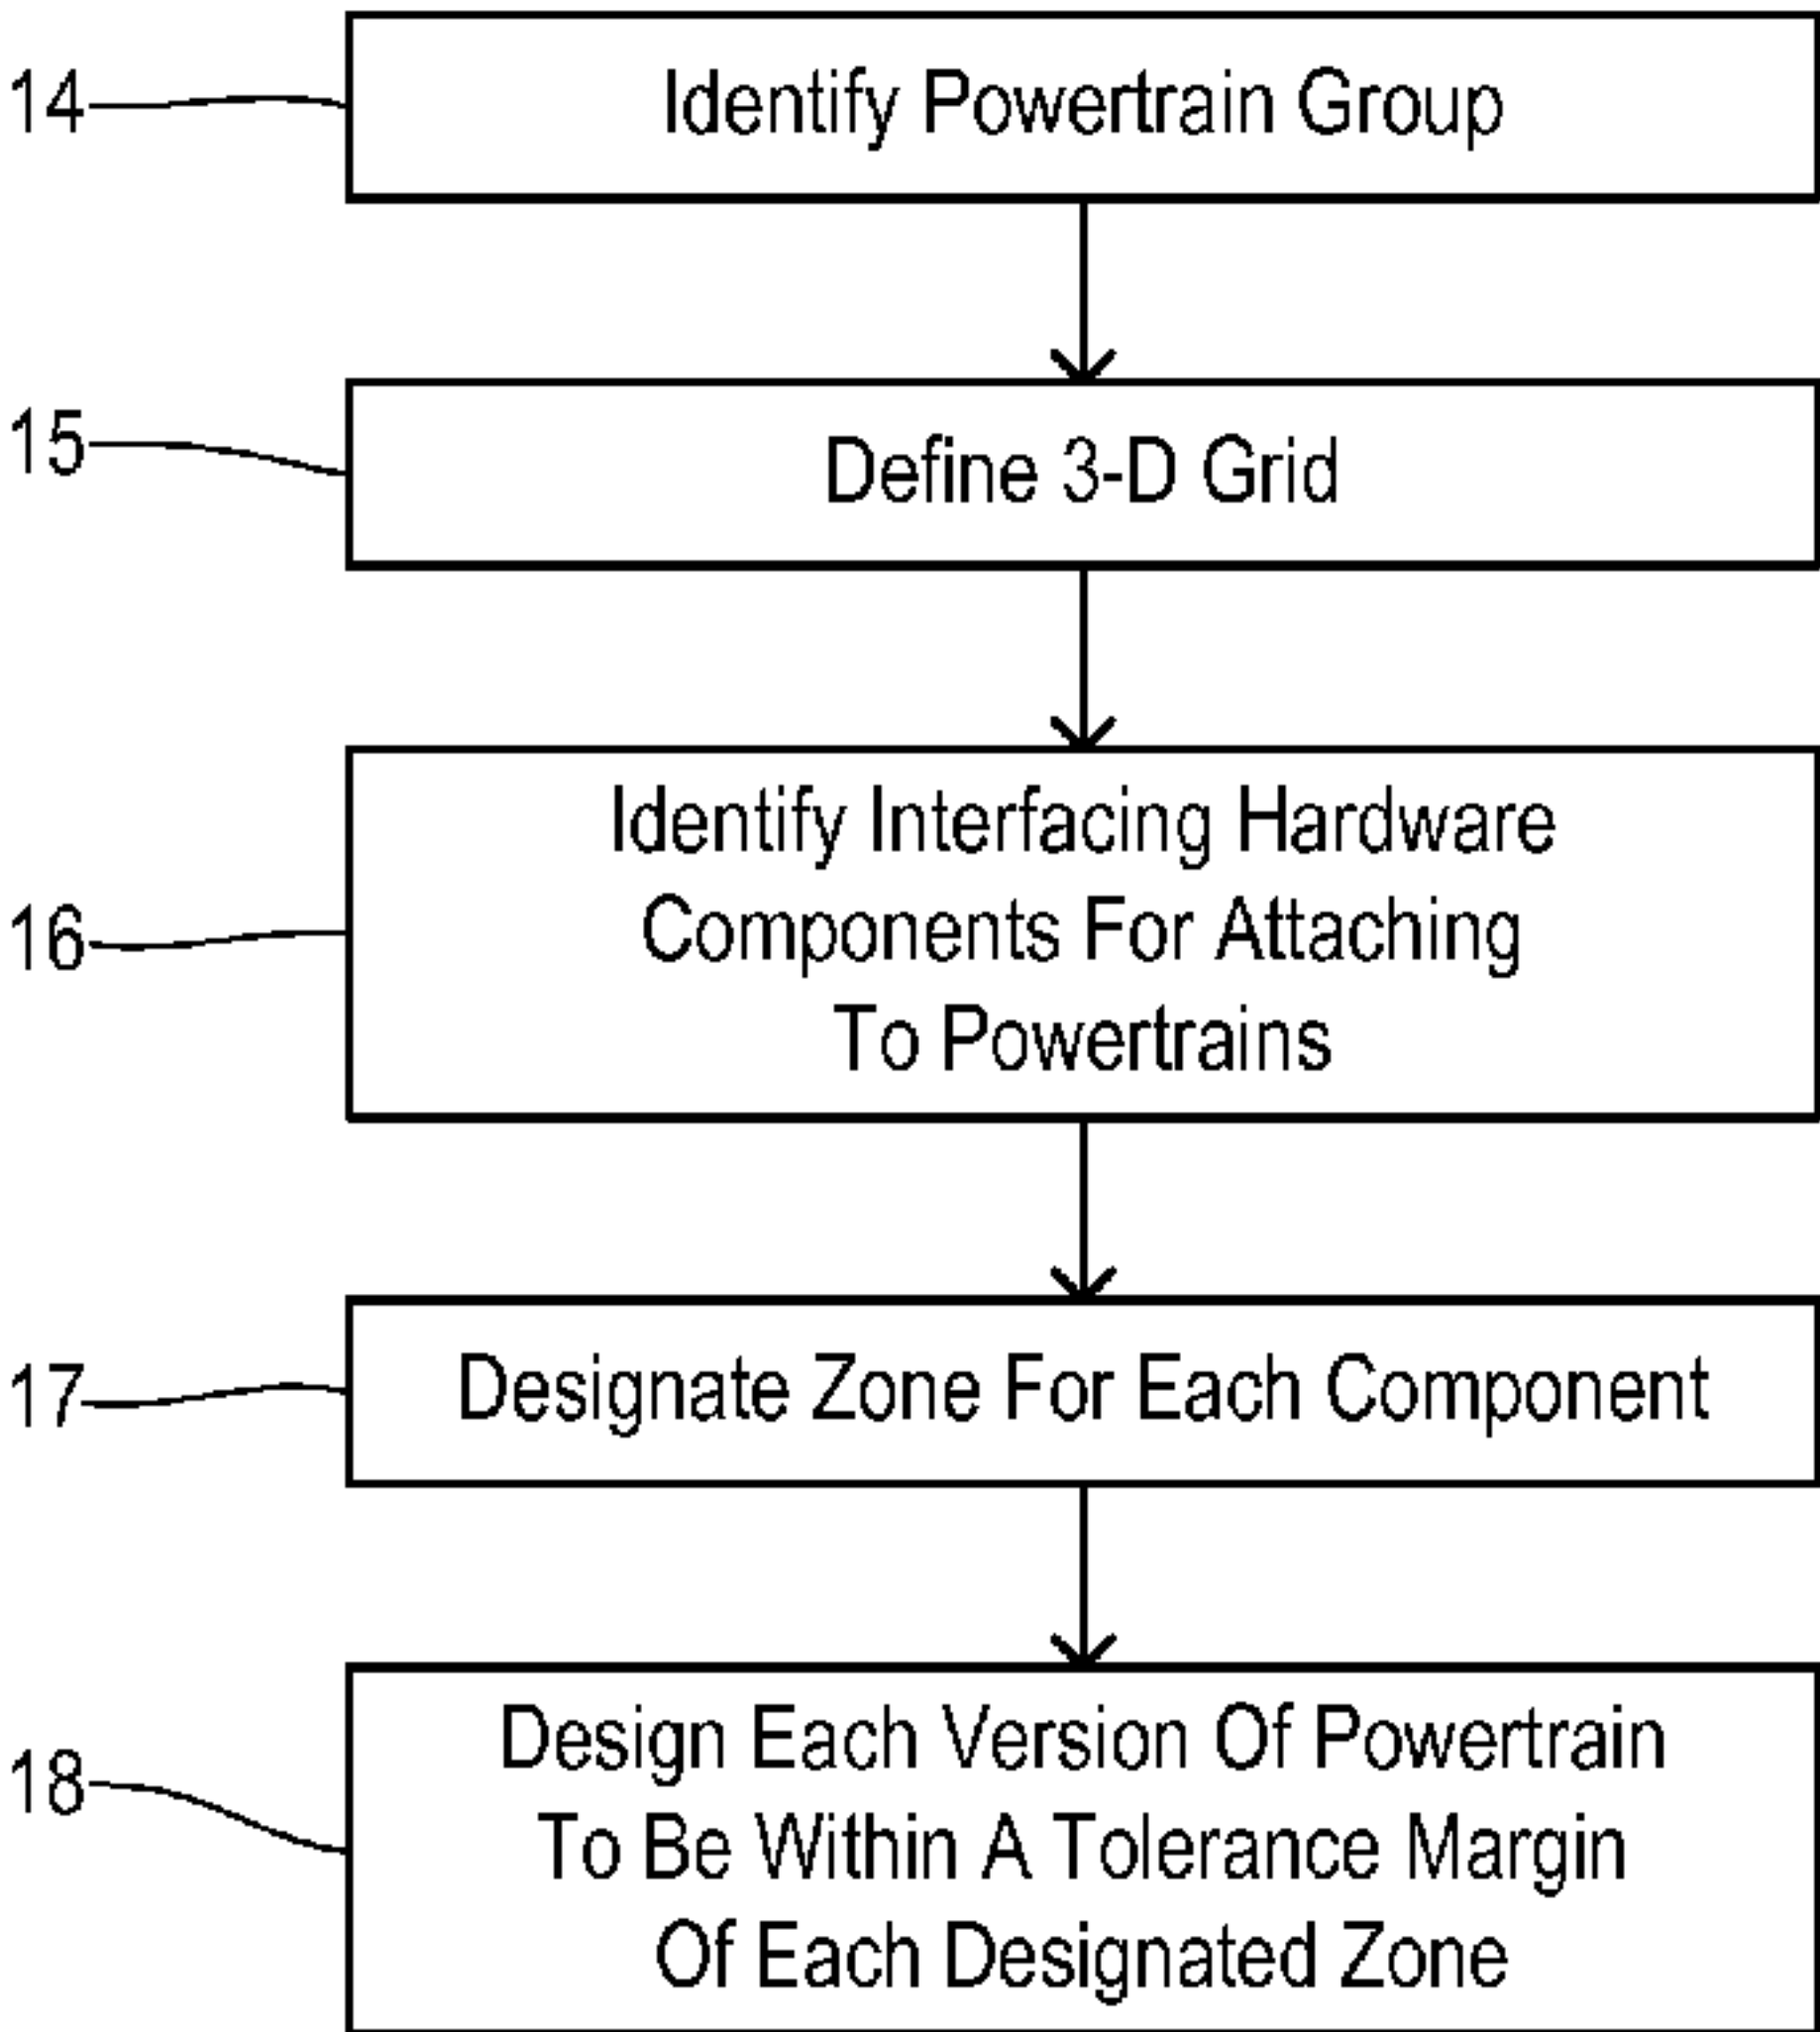 14
Identify Powertrain Group
15
Define 3-D Grid
16
Identify Interfacing Hardware
Components For Attaching
To Powertrains
17
Designate Zone For Each Component
18
Design Each Version Of Powertrain
To Be Within A Tolerance Margin
Of Each Designated Zone